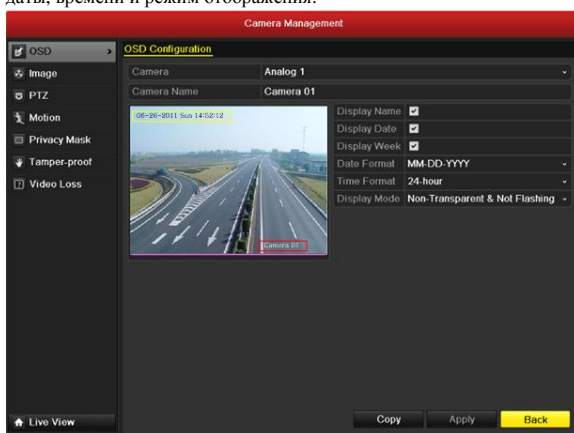 даты, времени и режим отображения.
Camera Management
OSD
OSD Configuration
Image
PTZ
Motion
Privacy Mask
Tamper-proof
Video Loss
Camera Analog 1
Camera Name Camera 01
08-26-2011 Sun 14:52:12
Camera 01
Display Name
Display Date
Display Week
Date Format MM-DD-YYYY
Time Format 24-hour
Display Mode Non-Transparent & Not Flashing
Live View
Copy
Apply
Back